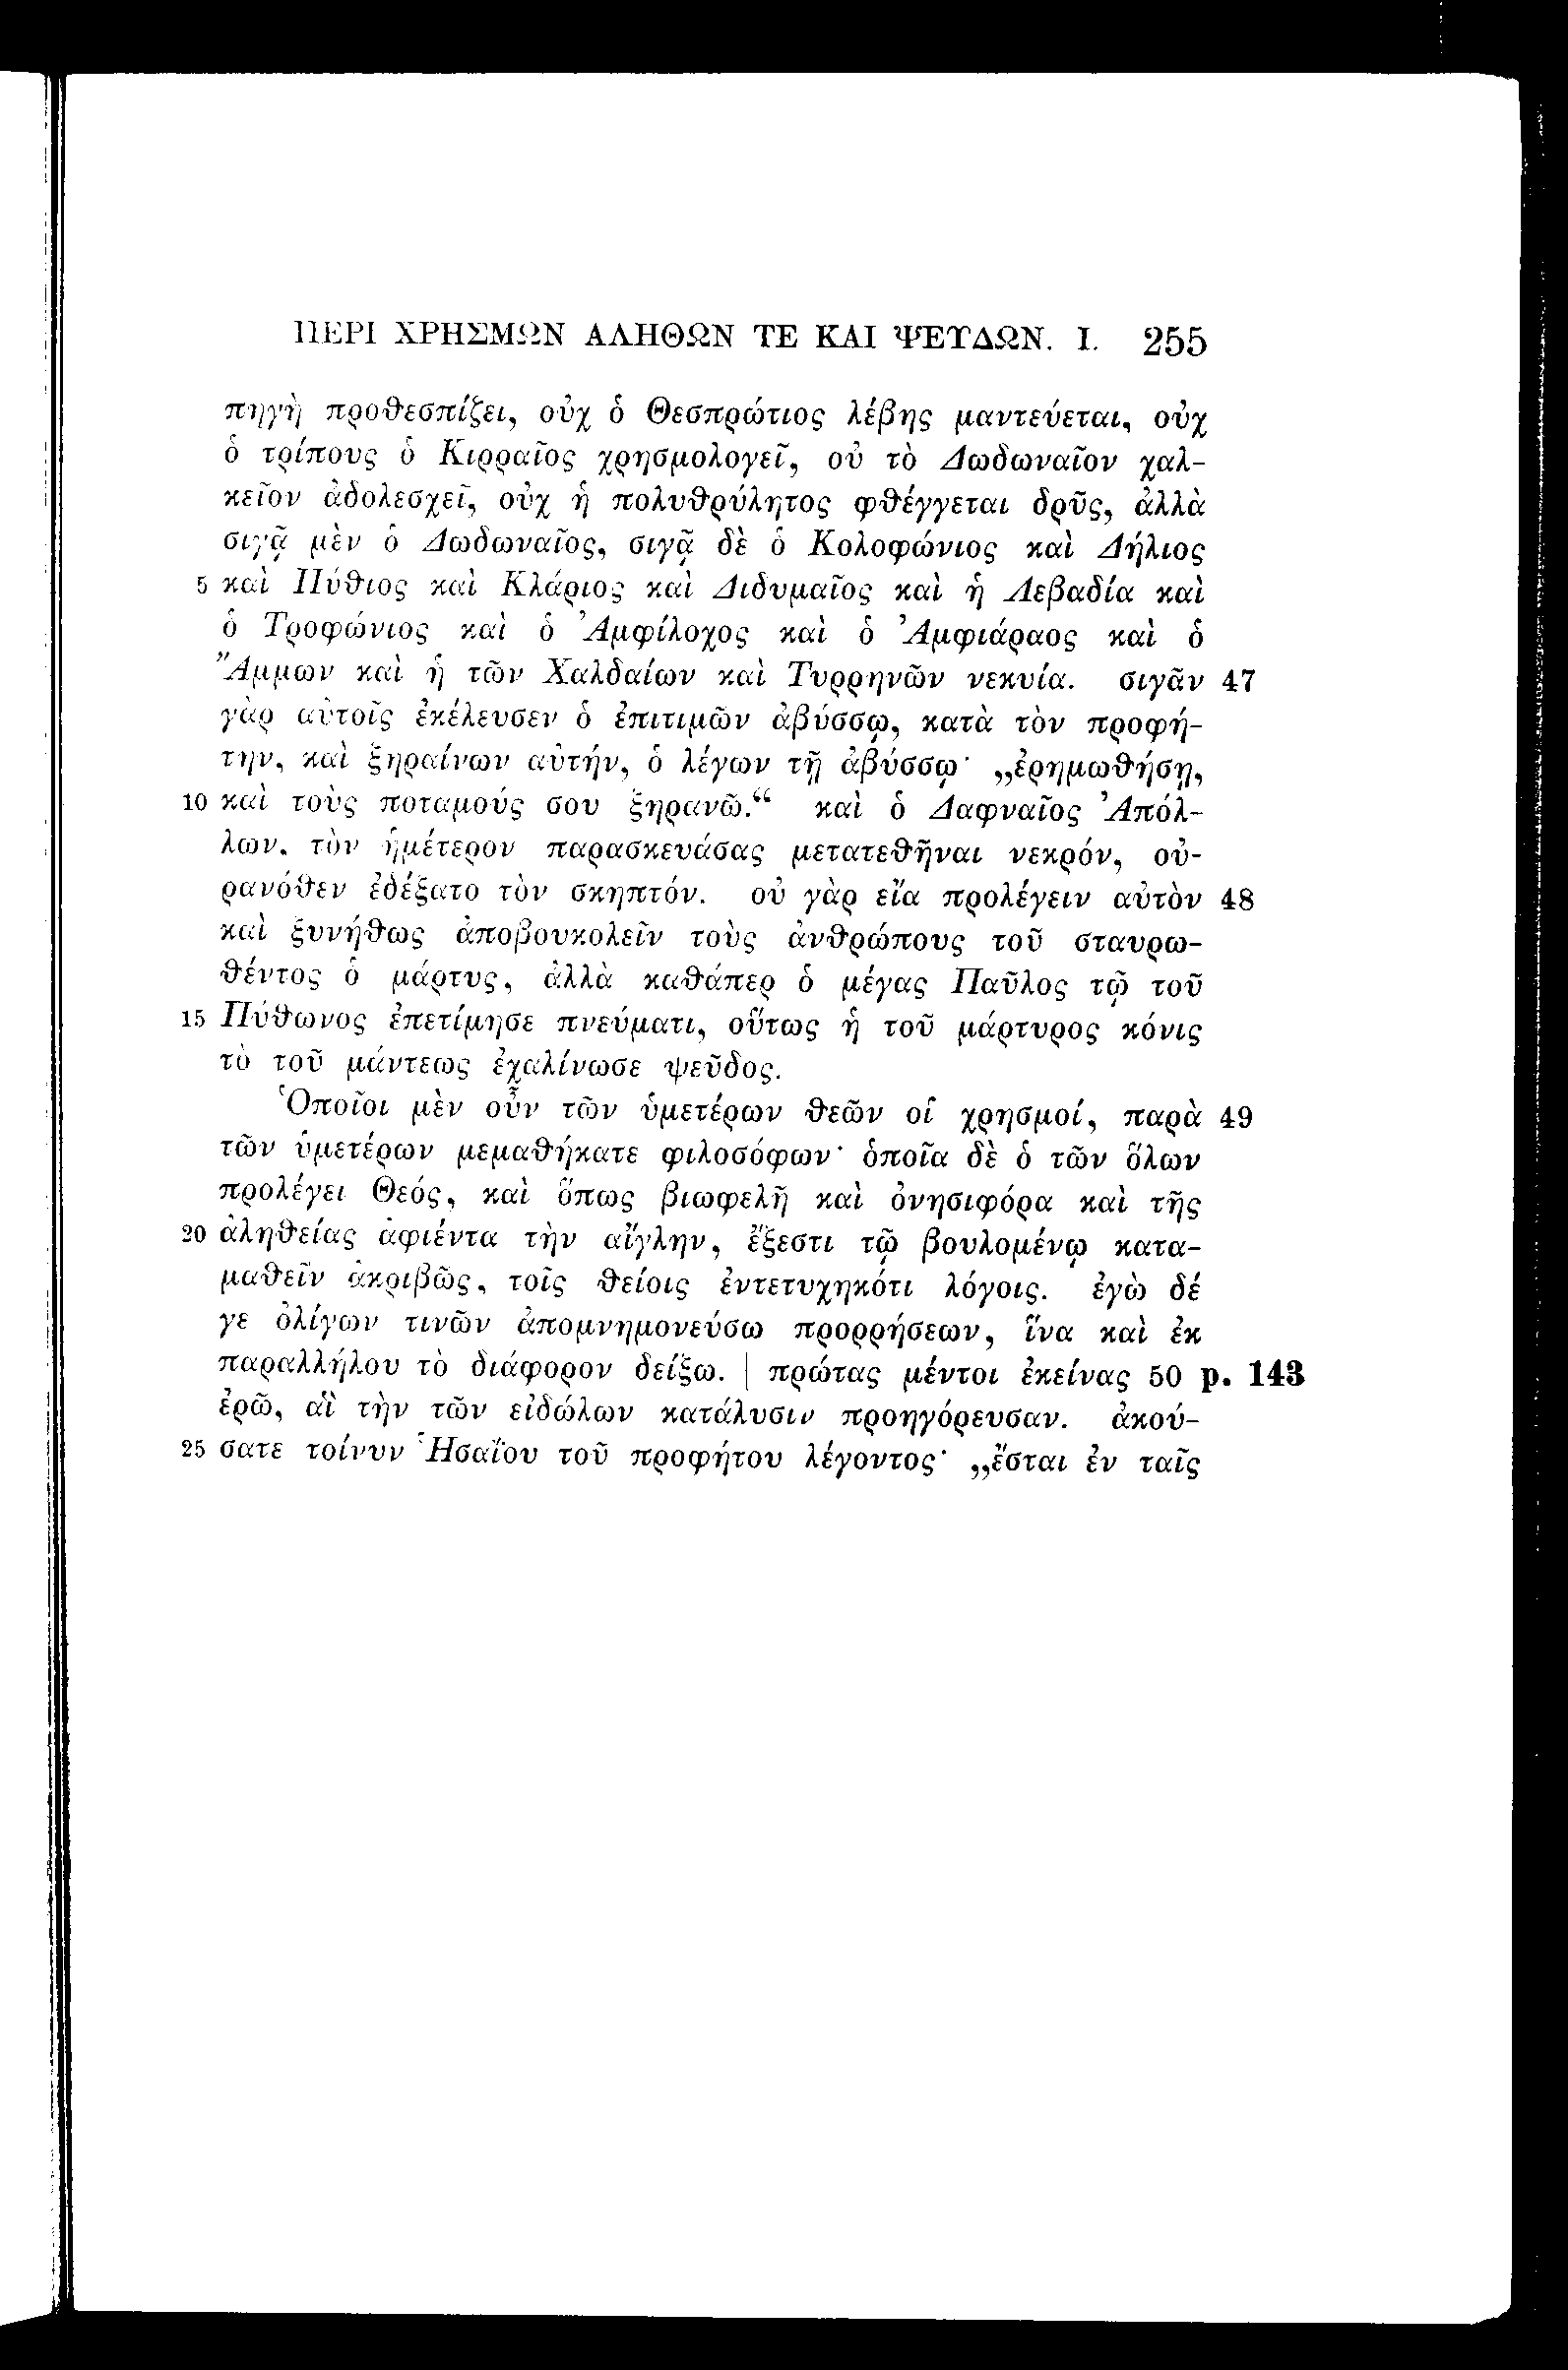 ΠΕΡΙ ΧΡΗΣΜΩΝ ΑΛΗΘΩΝ ΤΕ ΚΑΙ ΨΕΥΔΩΝ. I. 255
πηγὴ προθεσπίζει, οὐχ ὁ Θεσπρώτιος λέβης μαντεύεται, οὐχ
ὁ τρίπους ὁ Κιρραῖος χρησμολογεῖ, οὐ τὸ Δωδωναῖον χαλ-
κεῖον ἀδολεσχεῖ, οὐχ ἡ πολυθρύλητος φθέγγεται δρῦς, ἀλλὰ
σιγᾷ μὲν ὁ Δωδωναῖος, σιγᾷ δὲ ὁ Κολοφώνιος καὶ Δήλιος
5 καὶ Πύθιος καὶ Κλάριος καὶ Διδυμαῖος καὶ ἡ Λεβαδία καὶ
ὁ Τροφώνιος καὶ ὁ Ἀμφίλοχος καὶ ὁ Ἀμφιάραος καὶ ὁ
Ἄμμων καὶ ἡ τῶν Χαλδαίων καὶ Τυρρηνῶν νεκυία. σιγᾶν 47
γὰρ αὐτοῖς ἐκέλευσεν ὁ ἐπιτιμῶν ἀβύσσῳ, κατὰ τὸν προφή-
την, καὶ ξηραίνων αὐτήν, ὁ λέγων τῇ ἀβύσσῳ· „ἐρημωθήσῃ,
10 καὶ τοὺς ποταμούς σου ξηρανῶ.“ καὶ ὁ Δαφναῖος Ἀπόλ-
λων, τὸν ἡμέτερον παρασκευάσας μετατεθῆναι νεκρόν, οὐ-
ρανόθεν ἐδέξατο τὸν σκηπτόν. οὐ γὰρ εἴα προλέγειν αὐτὸν 48
καὶ ξυνήθως ἀποβουκολεῖν τοὺς ἀνθρώπους τοῦ σταυρω-
θέντος ὁ μάρτυς, ἀλλὰ καθάπερ ὁ μέγας Παῦλος τῷ τοῦ
15 Πύθωνος ἐπετίμησε πνεύματι, οὕτως ἡ τοῦ μάρτυρος κόνις
τὸ τοῦ μάντεως ἐχαλίνωσε ψεῦδος.
Ὁποῖοι μὲν οὖν τῶν ὑμετέρων θεῶν οἱ χρησμοί, παρὰ 49
τῶν ὑμετέρων μεμαθήκατε φιλοσόφων· ὁποῖα δὲ ὁ τῶν ὅλων
προλέγει Θεός, καὶ ὅπως βιωφελῆ καὶ ὀνησιφόρα καὶ τῆς
20 ἀληθείας ἀφιέντα τὴν αἴγλην, ἔξεστι τῷ βουλομένῳ κατα-
μαθεῖν ἀκριβῶς, τοῖς θείοις ἐντετυχηκότι λόγοις. ἐγὼ δέ
γε ὀλίγων τινῶν ἀπομνημονεύσω προρρήσεων, ἵνα καὶ ἐκ
παραλλήλου τὸ διάφορον δείξω. | πρώτας μέντοι ἐκείνας 50 p. 143
ἐρῶ, αἳ τὴν τῶν εἰδώλων κατάλυσιν προηγόρευσαν. ἀκού-
25 σατε τοίνυν Ἡσαΐου τοῦ προφήτου λέγοντος· „ἔσται ἐν ταῖς